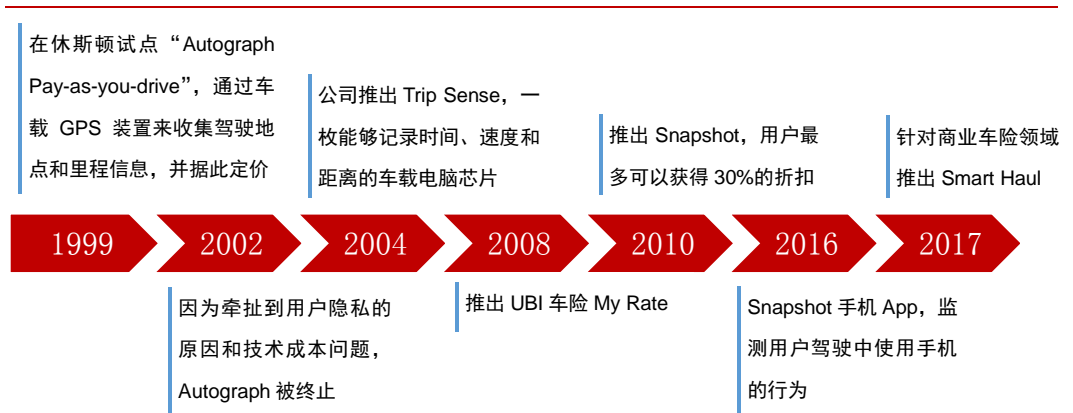 在休斯顿试点“Autograph
Pay-as-you-drive”，通过车
载 GPS 装置来收集驾驶地
点和里程信息，并据此定价
公司推出 Trip Sense，一
枚能够记录时间、速度和
距离的车载电脑芯片
推出 Snapshot，用户最
多可以获得 30%的折扣
针对商业车险领域
推出 Smart Haul
1999
2002
2004
2008
2010
2016
2017
因为牵扯到用户隐私的
原因和技术成本问题，
Autograph 被终止
推出 UBI 车险 My Rate
Snapshot 手机 App，监
测用户驾驶中使用手机
的行为